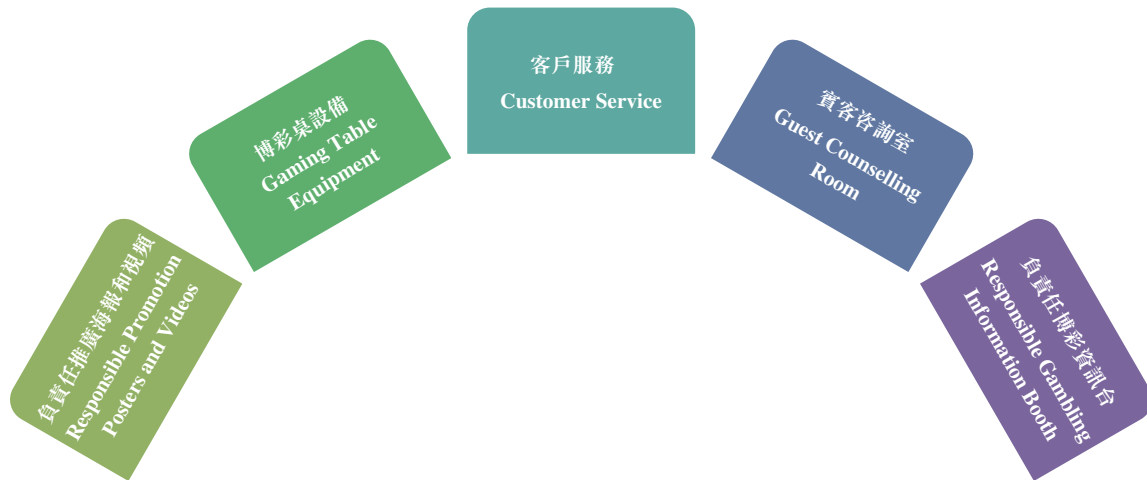 負責任推廣海報和視頻
Responsible Promotion
Posters and Videos
博彩桌設備
Gaming Table
Equipment
客戶服務
Customer Service
賓客咨詢室
Guest Counselling
Room
負責任博彩資訊台
Responsible Gambling
Information Booth